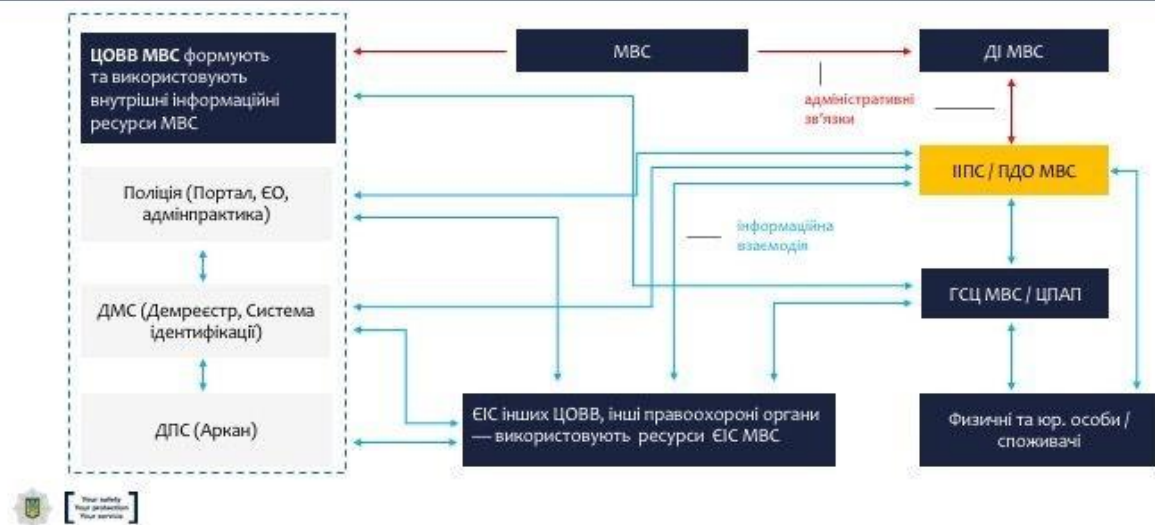 ЦОВВ МВС формують
та використовують
внутрішні інформаційні
ресурси МВС
МВС
ДІ МВС
адміністративні
зв'язки
Поліція (Портал, ЄО,
адмінпрактика)
ІІПС / ПДО МВС
інформаційна
взаємодія
ДМС (Демреєстр, Система
ідентифікації)
ГСЦ МВС / ЦПАП
ДПС (Аркан)
ЄІС інших ЦОВВ, інші правоохороні органи
— використовують ресурси ЄІС МВС
Физичні та юр. особи /
споживачі
Your safety
Your protection
Your service